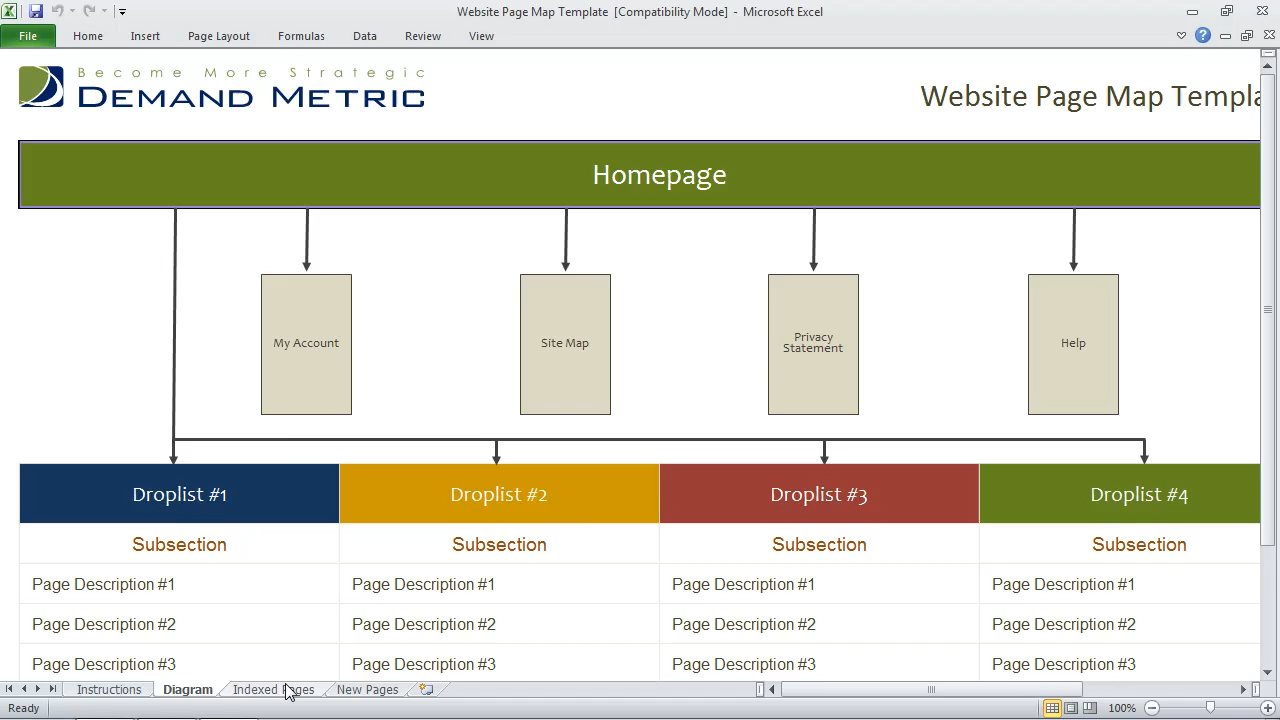 Website Page Map Template [Compatibility Mode] - Microsoft Excel
File Home Insert Page Layout Formulas Data Review View
Become More Strategic
DEMAND METRIC
Website Page Map Templa
Homepage
My Account
Site Map
Privacy
Statement
Help
Droplist #1 Droplist #2 Droplist #3 Droplist #4
Subsection Subsection Subsection Subsection
Page Description #1 Page Description #1 Page Description #1 Page Description #1
Page Description #2 Page Description #2 Page Description #2 Page Description #2
Page Description #3 Page Description #3 Page Description #3 Page Description #3
Instructions Diagram Indexed Pages New Pages
Ready 100%